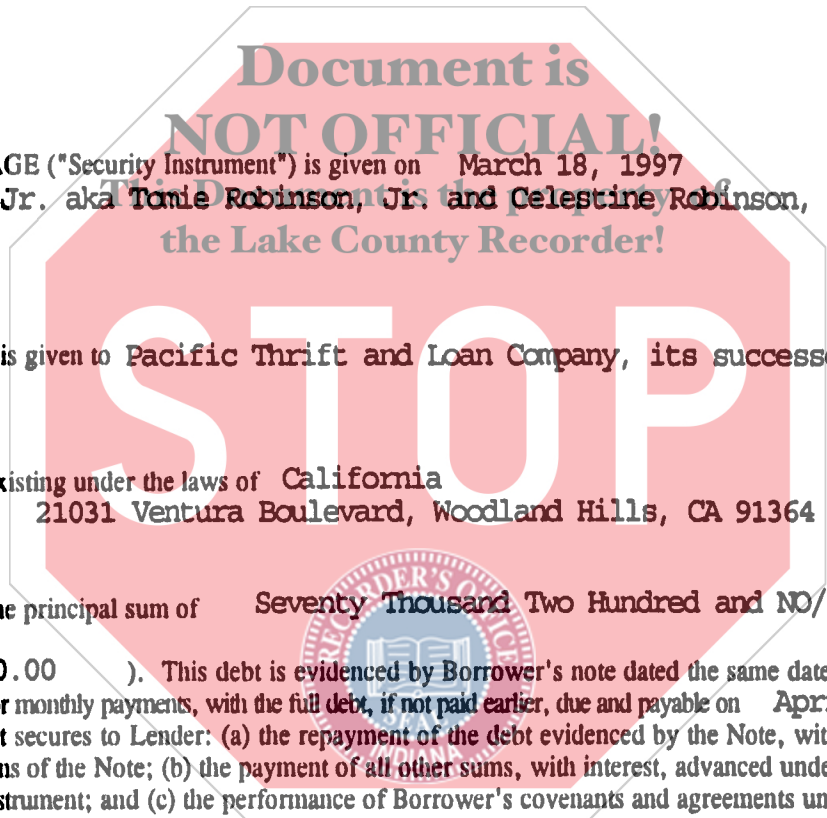 Document is
NOT OFFICIAL!
AGE ("Security Instrument") is given on March 18, 1997
This Document is the property of
Jr. aka Tomie Robinson, Jr. and Celestine Robinson,
the Lake County Recorder!
STOP
is given to Pacific Thrift and Loan Company, its successo
xisting under the laws of California
21031 Ventura Boulevard, Woodland Hills, CA 91364
RECORDER'S OFFICE
ne principal sum of Seventy Thousand Two Hundred and NO/
0.00 ). This debt is evidenced by Borrower's note dated the same date
r monthly payments, with the full debt, if not paid earlier, due and payable on Apr
t secures to Lender: (a) the repayment of the debt evidenced by the Note, wit
SEAL
INDIANA
ns of the Note; (b) the payment of all other sums, with interest, advanced unde
strument; and (c) the performance of Borrower's covenants and agreements un